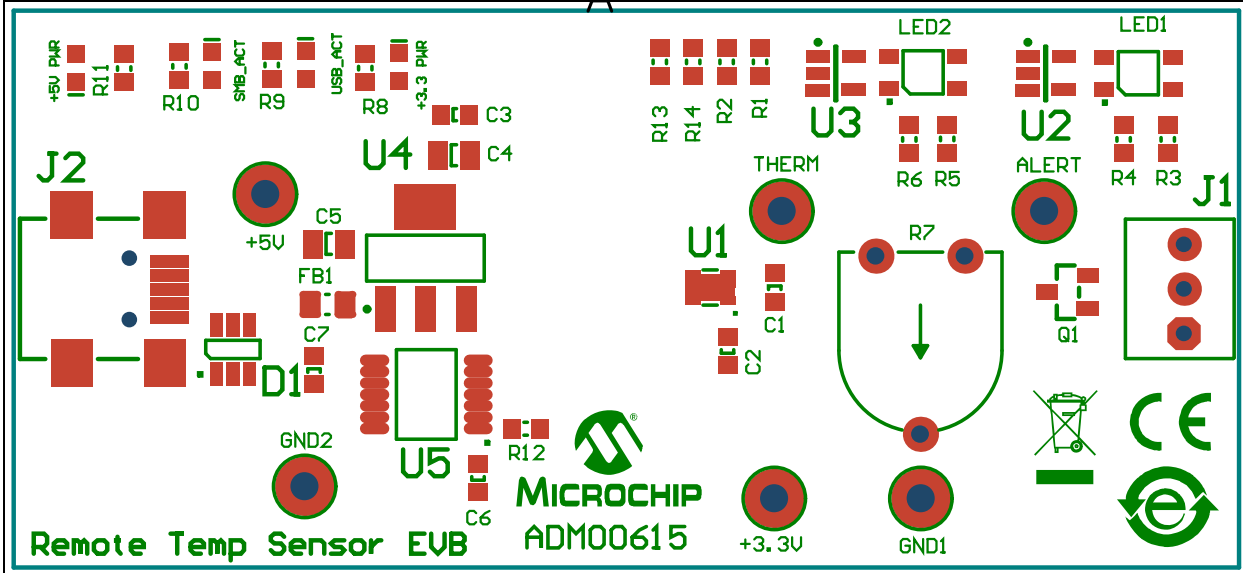 LED2
LED1
+5V PWR
R11
R10
SMB_ACT
R9
USB_ACT
R8
+3.3 PWR
R13
R14
R2
R1
U3
U2
C3
C4
U4
J2
THERM
ALERT
R6
R5
R4
R3
J1
C5
+5V
U1
R7
FB1
C7
C1
Q1
C2
D1
GND2
U5
R12
®
CE
MICROCHIP
C6
e
ADM00615
+3.3V
GND1
Remote Temp Sensor EVB